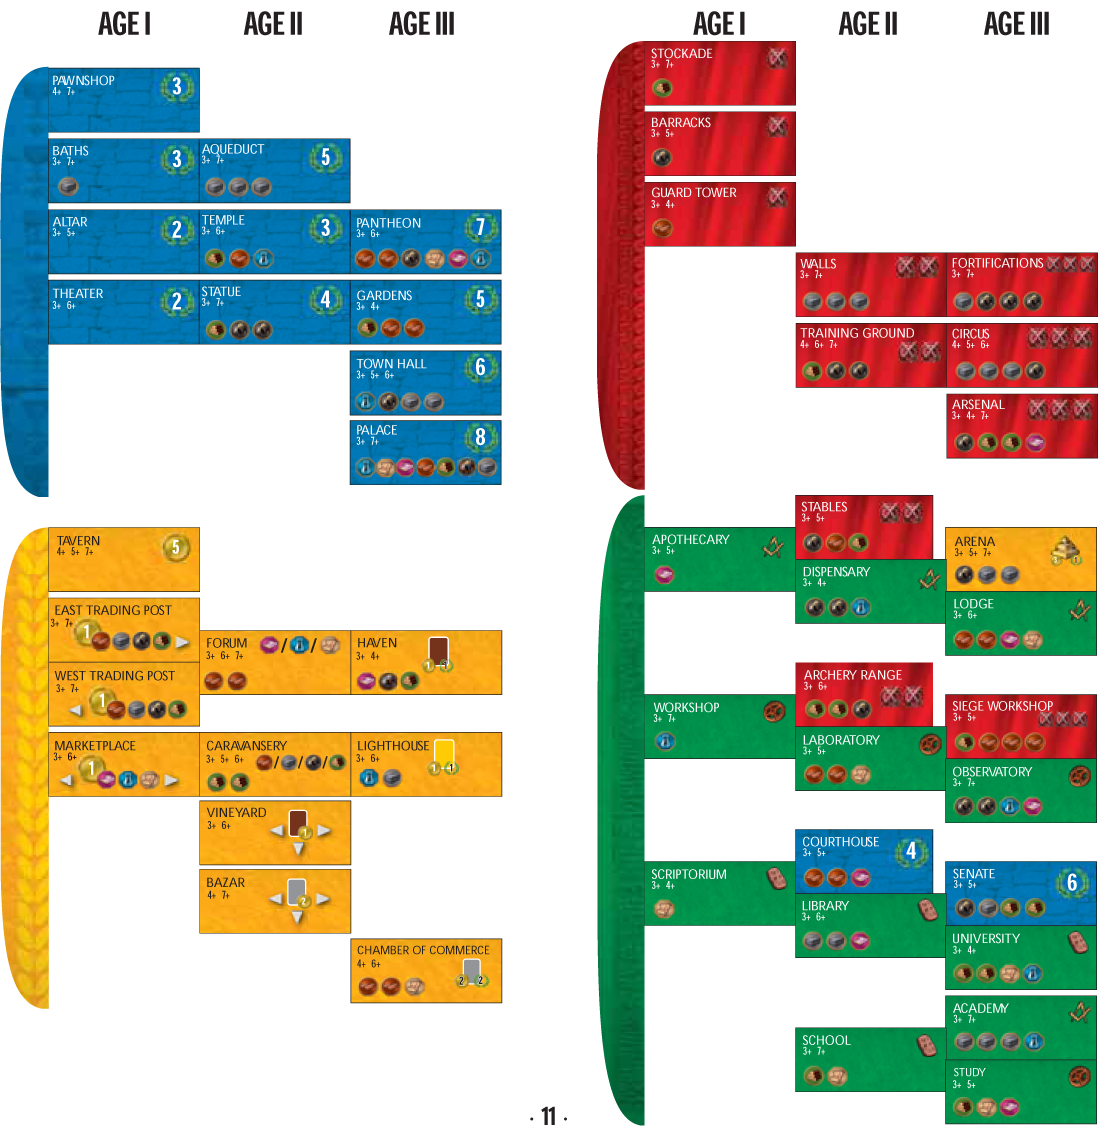 AGE I AGE II AGE III
PAWNSHOP
4+ 7+
3
BATHS
3+ 7+
3
AQUEDUCT
3+ 7+
5
ALTAR
3+ 5+
2
TEMPLE
3+ 6+
3
PANTHEON
3+ 6+
7
THEATER
3+ 6+
2
STATUE
3+ 7+
4
GARDENS
3+ 4+
5
TOWN HALL
3+ 5+ 6+
6
PALACE
3+ 7+
8
TAVERN
4+ 5+ 7+
5
EAST TRADING POST
3+ 7+
1
FORUM / /
3+ 6+ 7+
HAVEN
3+ 4+
1 1
WEST TRADING POST
3+ 7+
1
MARKETPLACE
3+ 6+
1
CARAVANSERY
3+ 5+ 6+
/ / /
LIGHTHOUSE
3+ 6+
1 1
VINEYARD
3+ 6+
1
BAZAR
4+ 7+
2
CHAMBER OF COMMERCE
4+ 6+
2 2
AGE I AGE II AGE III
STOCKADE
3+ 7+
BARRACKS
3+ 5+
GUARD TOWER
3+ 4+
WALLS
3+ 7+
FORTIFICATIONS
3+ 7+
TRAINING GROUND
4+ 6+ 7+
CIRCUS
4+ 5+ 6+
ARSENAL
3+ 4+ 7+
STABLES
3+ 5+
APOTHECARY
3+ 5+
ARENA
3+ 5+ 7+
3 1
DISPENSARY
3+ 4+
LODGE
3+ 6+
ARCHERY RANGE
3+ 6+
WORKSHOP
3+ 7+
SIEGE WORKSHOP
3+ 5+
LABORATORY
3+ 5+
OBSERVATORY
3+ 7+
COURTHOUSE
3+ 5+
4
SCRIPTORIUM
3+ 4+
SENATE
3+ 5+
6
LIBRARY
3+ 6+
UNIVERSITY
3+ 4+
ACADEMY
3+ 7+
SCHOOL
3+ 7+
STUDY
3+ 5+
· 11 ·